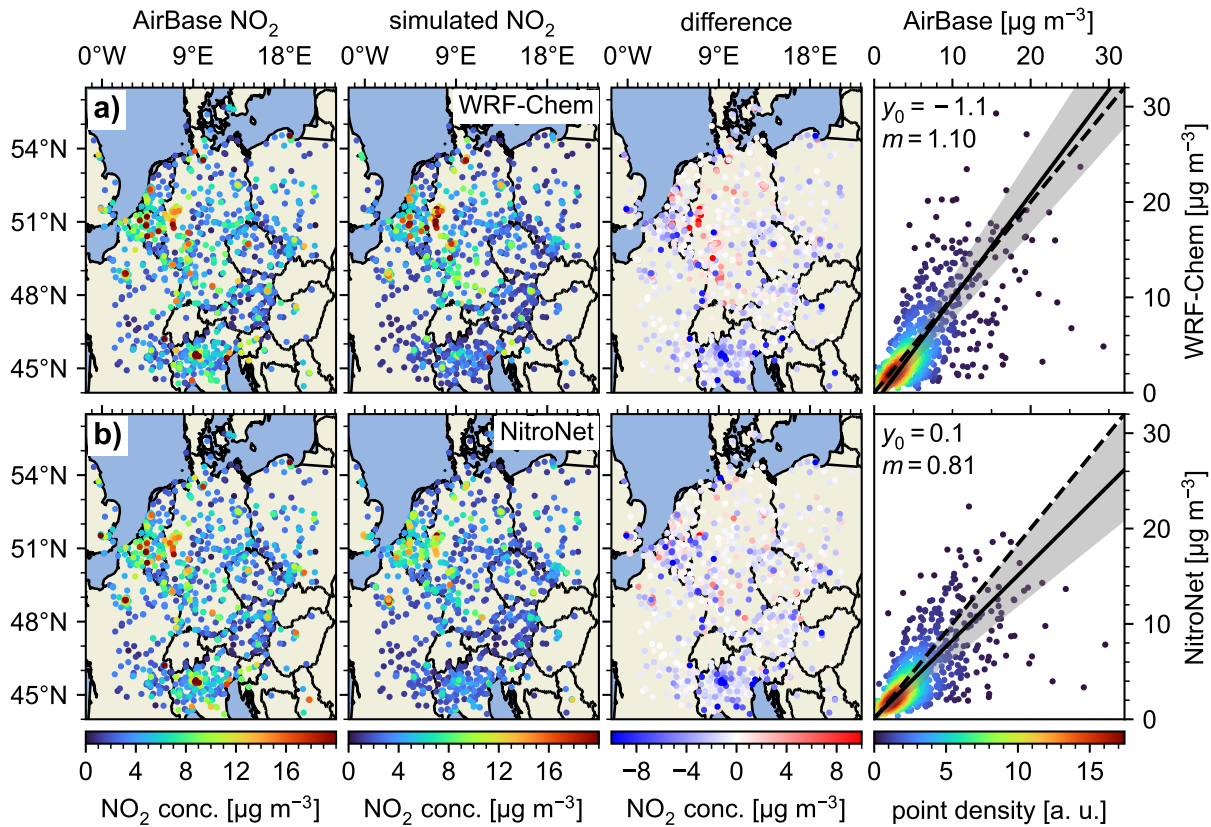 AirBase NO₂ simulated NO₂ difference AirBase [µg m⁻³]
0°W 9°E 18°E 0°W 9°E 18°E 0°W 9°E 18°E 0 10 20 30
a) WRF-Chem
y₀ = −1.1
m = 1.10
54°N
51°N
48°N
45°N
30
20
10
0
WRF-Chem [µg m⁻³]
b) NitroNet
y₀ = 0.1
m = 0.81
54°N
51°N
48°N
45°N
30
20
10
0
NitroNet [µg m⁻³]
0 4 8 12 16 0 4 8 12 16 −8 −4 0 4 8 0 5 10 15
NO₂ conc. [µg m⁻³] NO₂ conc. [µg m⁻³] NO₂ conc. [µg m⁻³] point density [a. u.]